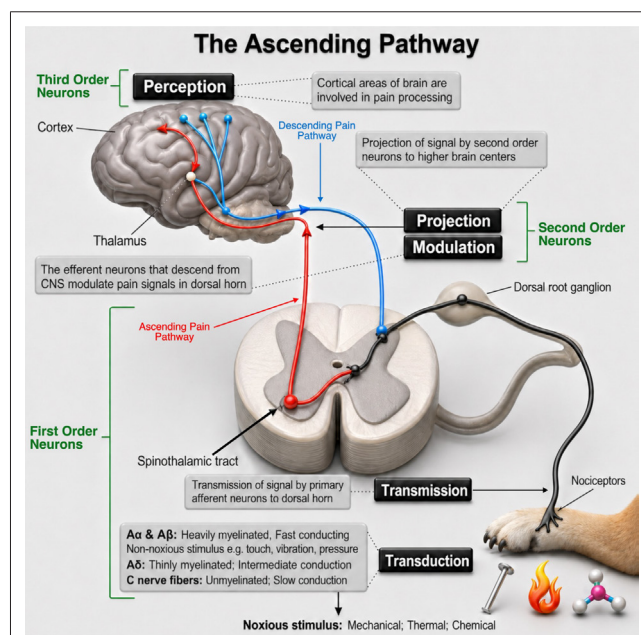 The Ascending Pathway
Third Order
Neurons
Perception
Cortical areas of brain are
involved in pain processing
Cortex
Descending Pain
Pathway
Projection of signal by second order
neurons to higher brain centers
Thalamus
Projection
Modulation
Second Order
Neurons
The efferent neurons that descend from
CNS modulate pain signals in dorsal horn
Dorsal root ganglion
Ascending Pain
Pathway
First Order
Neurons
Spinothalamic tract
Transmission of signal by primary
afferent neurons to dorsal horn
Transmission
Nociceptors
Aα & Aβ: Heavily myelinated, Fast conducting
Non-noxious stimulus e.g. touch, vibration, pressure
Aδ: Thinly myelinated; Intermediate conduction
C nerve fibers: Unmyelinated; Slow conduction
Transduction
Noxious stimulus: Mechanical; Thermal; Chemical